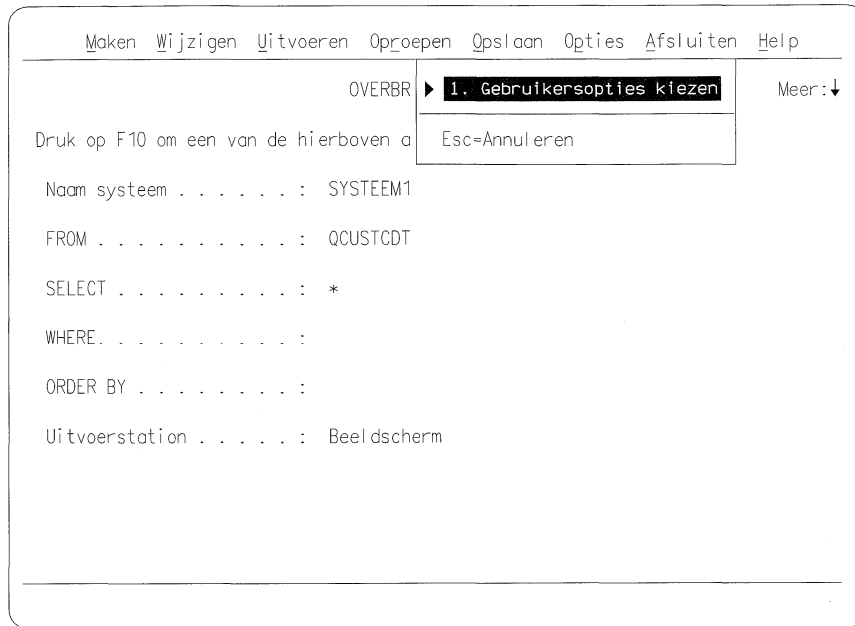 Maken Wijzigen Uitvoeren Oproepen Opslaan Opties Afsluiten Help
OVERBR ▶ 1. Gebruikersopties kiezen Meer:↓
Druk op F10 om een van de hierboven a Esc=Annuleren
Naam systeem . . . . . . : SYSTEEM1
FROM . . . . . . . . . . : QCUSTCDT
SELECT . . . . . . . . . : *
WHERE. . . . . . . . . . :
ORDER BY . . . . . . . . :
Uitvoerstation . . . . . : Beeldscherm